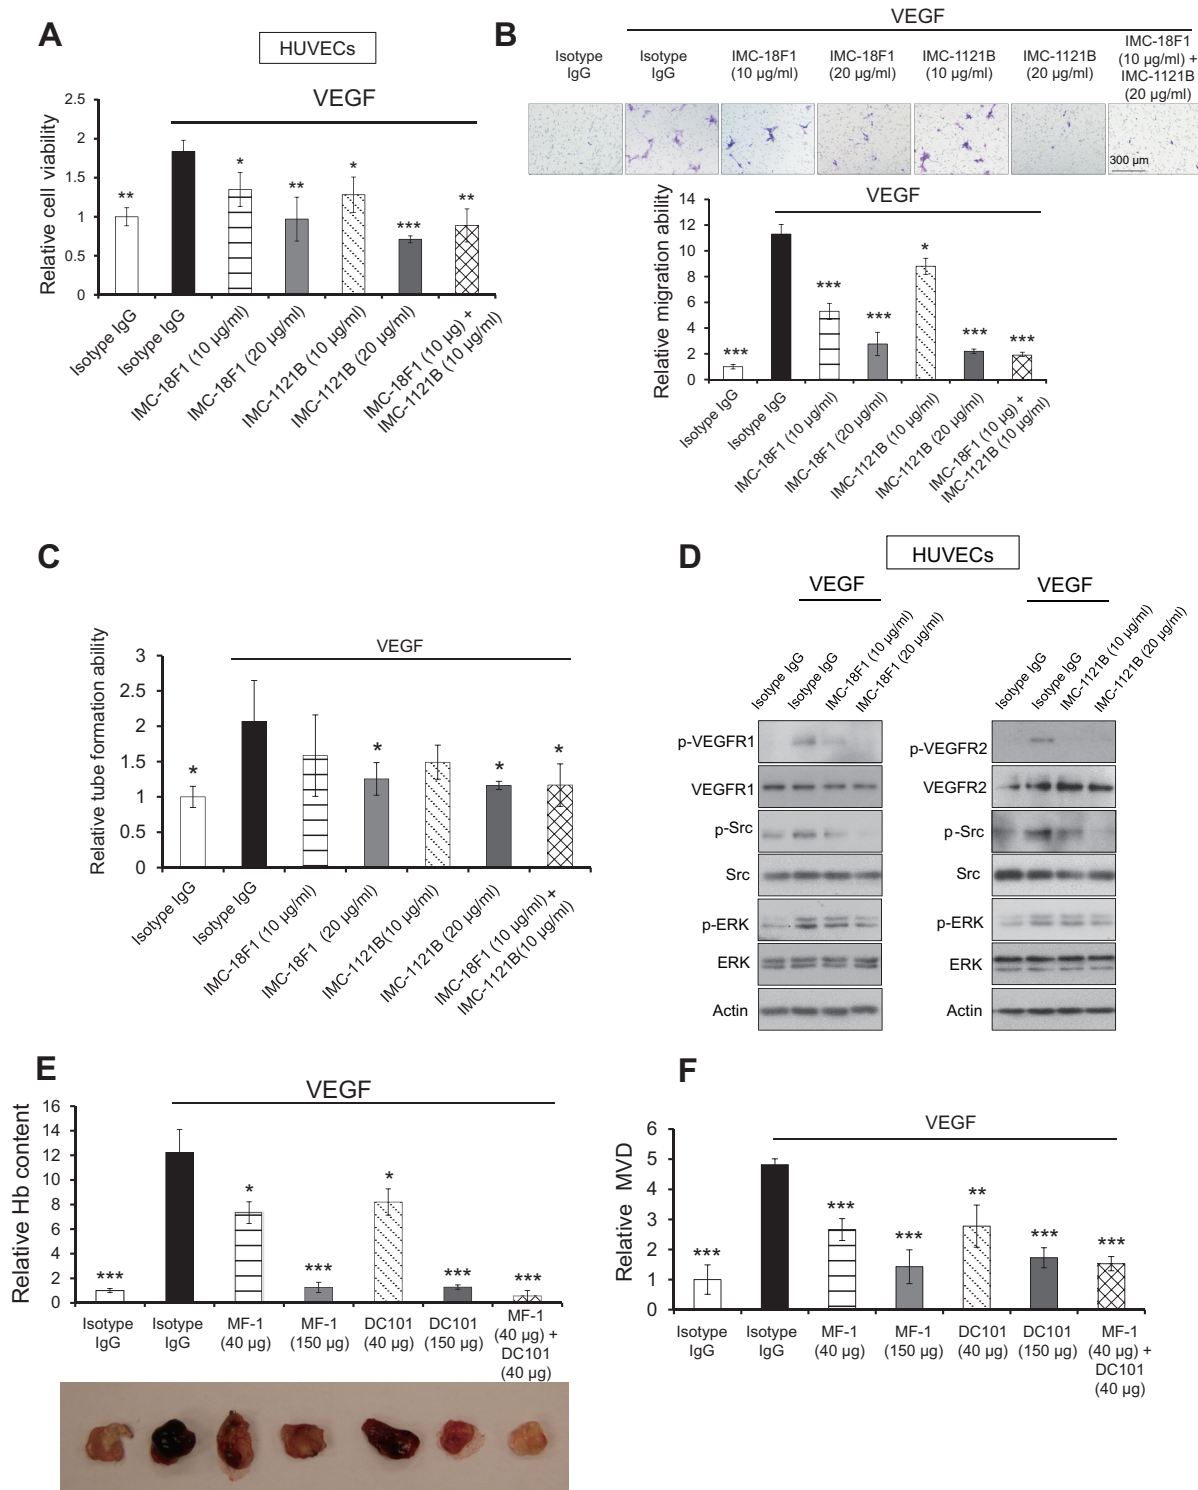 A
HUVECs
VEGF
Relative cell viability
2.5
2
1.5
1
0.5
0
**
*
**
*
***
**
Isotype IgG
Isotype IgG
IMC-18F1 (10 µg/ml)
IMC-18F1 (20 µg/ml)
IMC-1121B (10 µg/ml)
IMC-1121B (20 µg/ml)
IMC-18F1 (10 µg) +
IMC-1121B (10 µg/ml)
B
VEGF
Isotype
IgG
Isotype
IgG
IMC-18F1
(10 µg/ml)
IMC-18F1
(20 µg/ml)
IMC-1121B
(10 µg/ml)
IMC-1121B
(20 µg/ml)
IMC-18F1
(10 µg/ml) +
IMC-1121B
(20 µg/ml)
300 µm
VEGF
Relative migration ability
14
12
10
8
6
4
2
0
***
***
***
*
***
***
Isotype IgG
Isotype IgG
IMC-18F1 (10 µg/ml)
IMC-18F1 (20 µg/ml)
IMC-1121B (10 µg/ml)
IMC-1121B (20 µg/ml)
IMC-18F1 (10 µg) +
IMC-1121B (10 µg/ml)
C
VEGF
Relative tube formation ability
3
2.5
2
1.5
1
0.5
0
*
*
*
*
Isotype IgG
Isotype IgG
IMC-18F1 (10 µg/ml)
IMC-18F1 (20 µg/ml)
IMC-1121B(10 µg/ml)
IMC-1121B (20 µg/ml)
IMC-18F1 (10 µg/ml) +
IMC-1121B(10 µg/ml)
D
HUVECs
VEGF
Isotype IgG
Isotype IgG
IMC-18F1 (10 µg/ml)
IMC-18F1 (20 µg/ml)
p-VEGFR1
VEGFR1
p-Src
Src
p-ERK
ERK
Actin
VEGF
Isotype IgG
Isotype IgG
IMC-1121B (10 µg/ml)
IMC-1121B (20 µg/ml)
p-VEGFR2
VEGFR2
p-Src
Src
p-ERK
ERK
Actin
E
VEGF
Relative Hb content
16
14
12
10
8
6
4
2
0
***
*
***
*
***
***
Isotype
IgG
Isotype
IgG
MF-1
(40 µg)
MF-1
(150 µg)
DC101
(40 µg)
DC101
(150 µg)
MF-1
(40 µg) +
DC101
(40 µg)
F
VEGF
Relative MVD
6
5
4
3
2
1
0
***
***
***
**
***
***
Isotype
IgG
Isotype
IgG
MF-1
(40 µg)
MF-1
(150 µg)
DC101
(40 µg)
DC101
(150 µg)
MF-1
(40 µg) +
DC101
(40 µg)